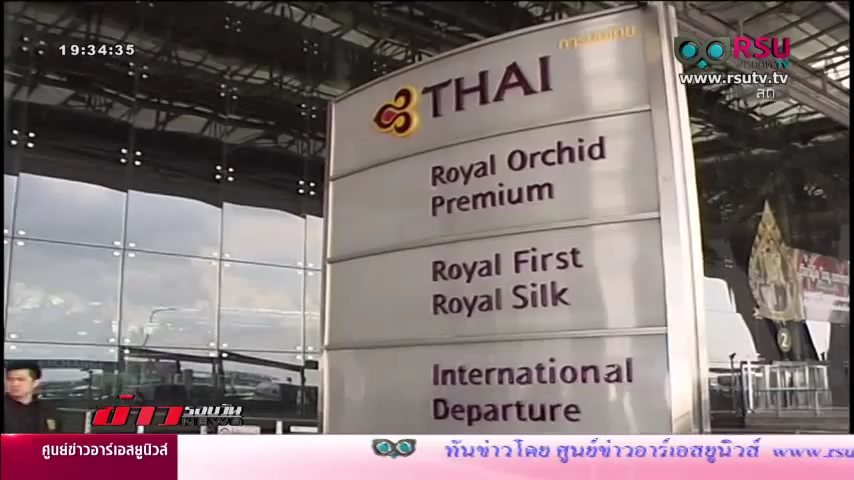 19:34:35
RSU
www.rsutv.tv
สด
การบินไทย
THAI
Royal Orchid
Premium
Royal First
Royal Silk
International
Departure
2
ข่าวรอบวัน
NEWS
ศูนย์ข่าวอาร์เอสยูนิวส์
ทันข่าวโดย ศูนย์ข่าวอาร์เอสยูนิวส์ www.rsu